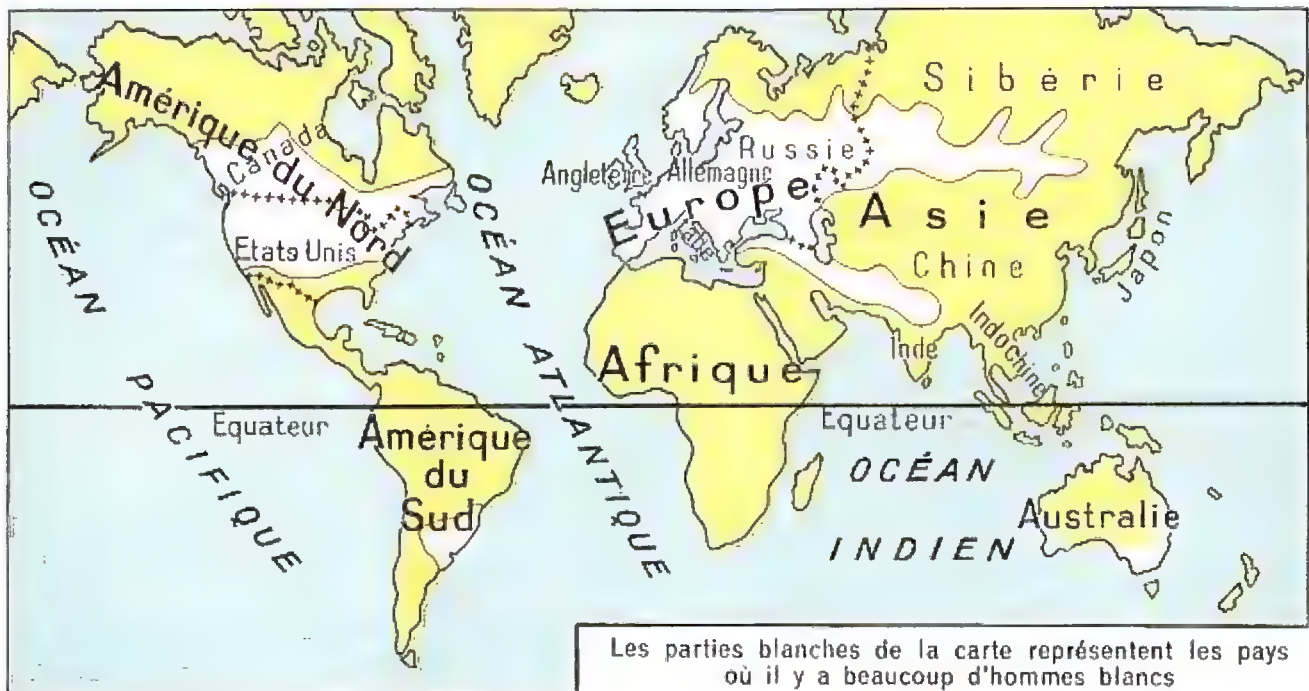 Amérique du Nord
Canada
Etats Unis
OCÉAN
PACIFIQUE
OCÉAN
ATLANTIQUE
Angleterre
Allemagne
Russie
Europe
Italie
Sibérie
Asie
Chine
Japon
Inde
Indochine
Afrique
Equateur
Equateur
Amérique
du
Sud
OCÉAN
INDIEN
Australie
Les parties blanches de la carte représentent les pays
où il y a beaucoup d'hommes blancs